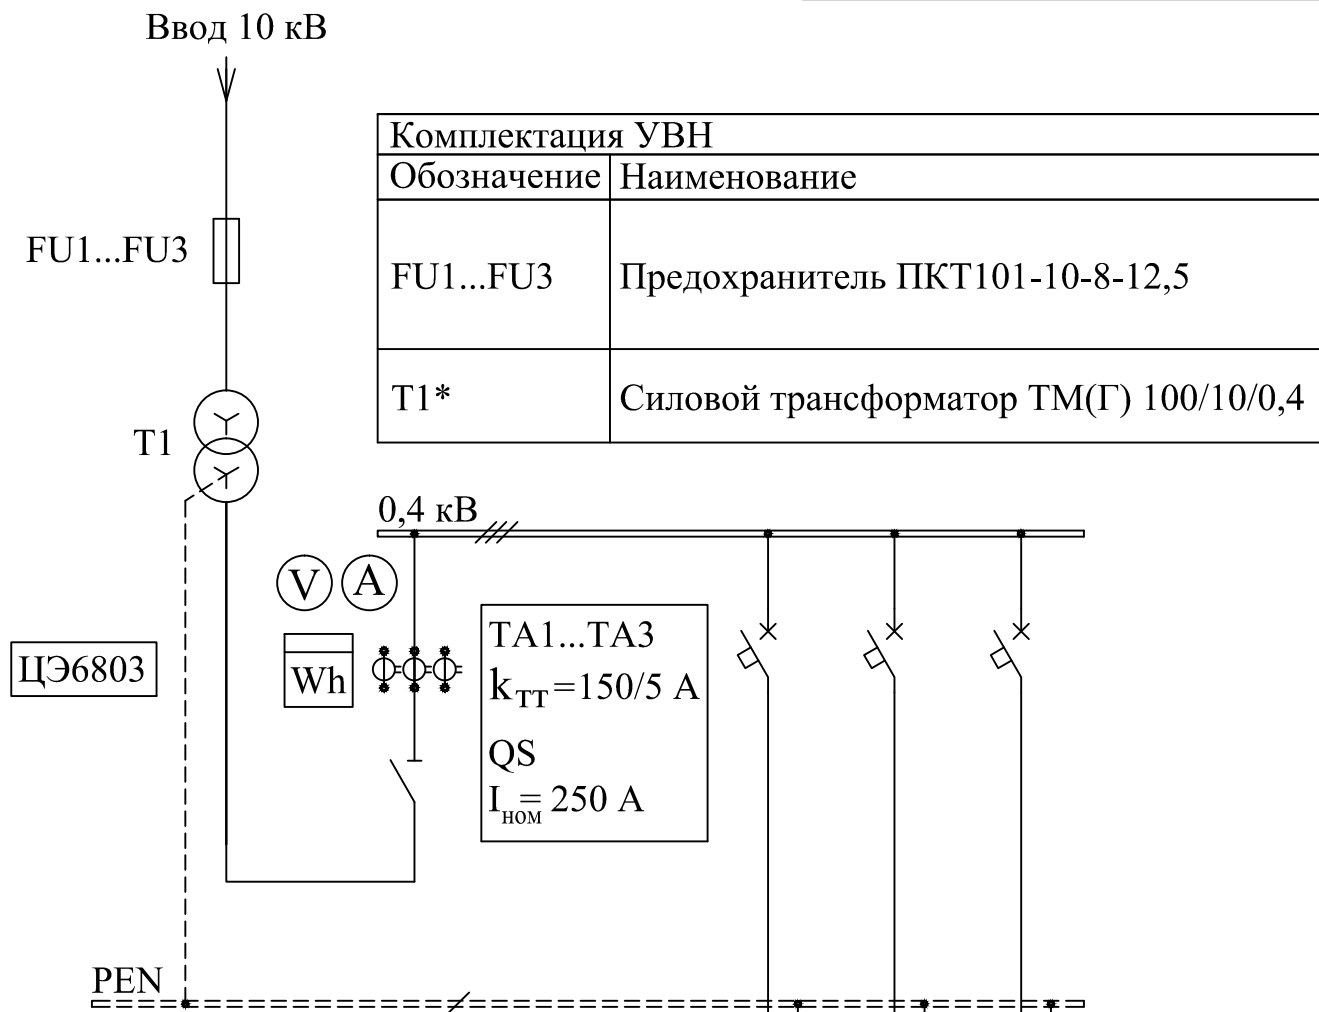 Ввод 10 кВ
Комплектация УВН
Обозначение Наименование
FU1...FU3
FU1...FU3 Предохранитель ПКТ101-10-8-12,5
T1* Силовой трансформатор ТМ(Г) 100/10/0,4
T1
0,4 кВ
V A
ЦЭ6803
Wh
TA1...TA3
kТТ=150/5 А
QS
Iном= 250 А
PEN